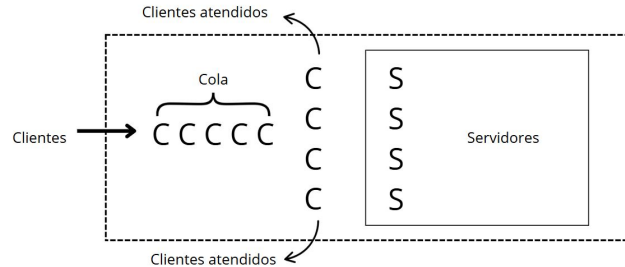 Clientes atendidos
Cola
C
S
Clientes
C C C C C
C
S
Servidores
C
S
C
S
Clientes atendidos